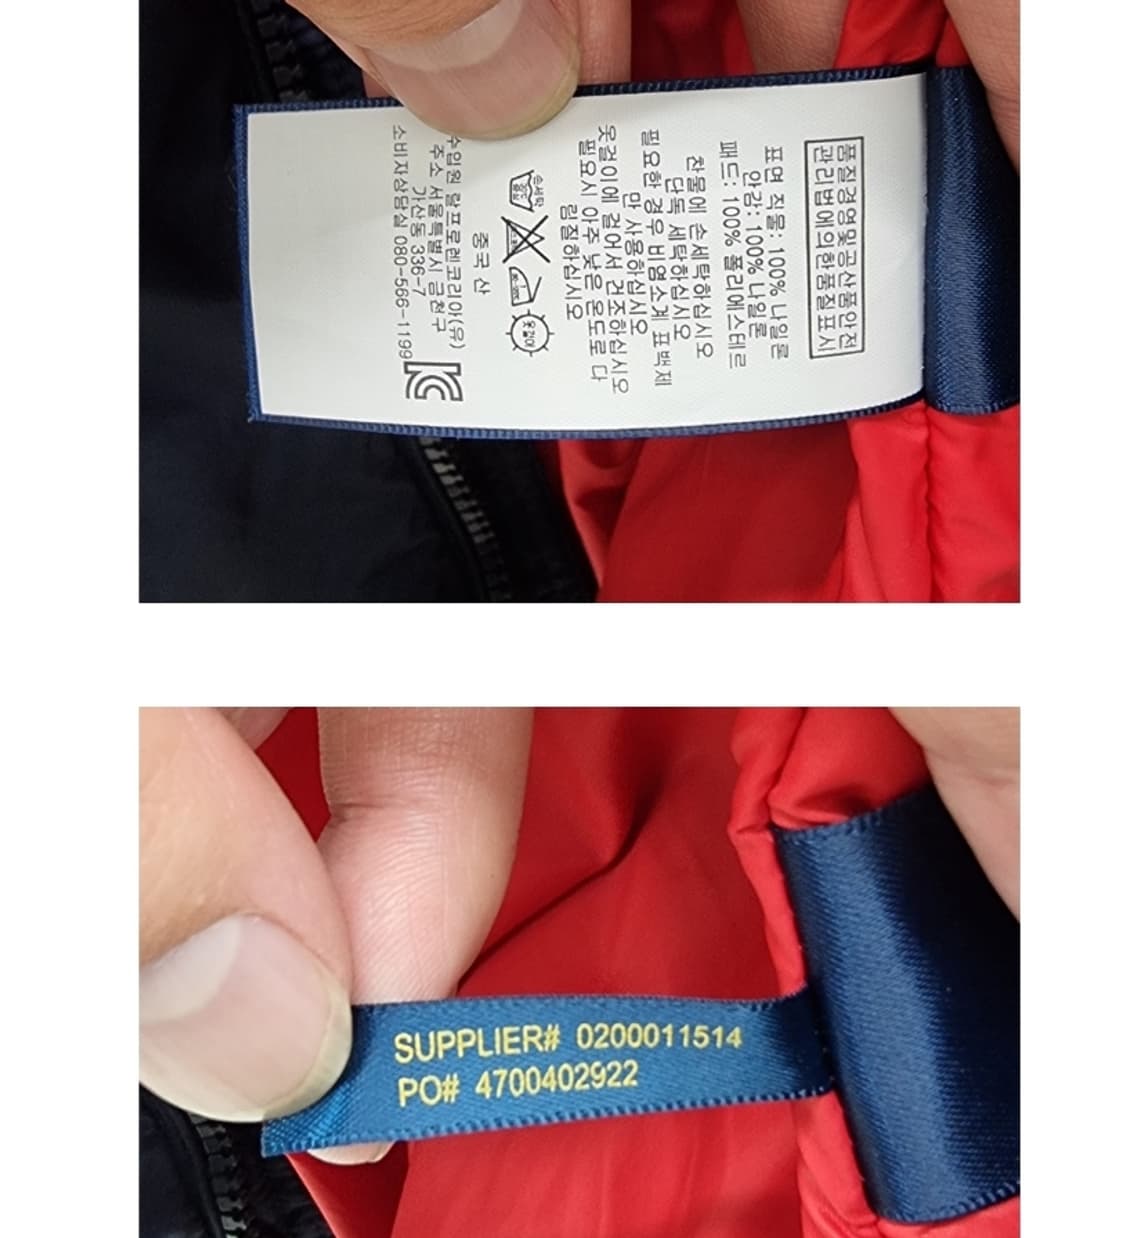 품질경영및공산품안전
관리법에의한품질표시
표면 직물: 100% 나일론
안감: 100% 나일론
패드: 100% 폴리에스테르
찬물에 손세탁하십시오
단독 세탁하십시오
필요한 경우 비염소계 표백제
만 사용하십시오
옷걸이에 걸어서 건조하십시오
필요시 아주 낮은 온도로 다
림질하십시오
손세탁
옷걸이
중국 산
수입원 랄프로렌코리아(유)
주소 서울특별시 금천구
가산동 336-7
소비자상담실 080-566-1199
SUPPLIER# 0200011514
PO# 4700402922